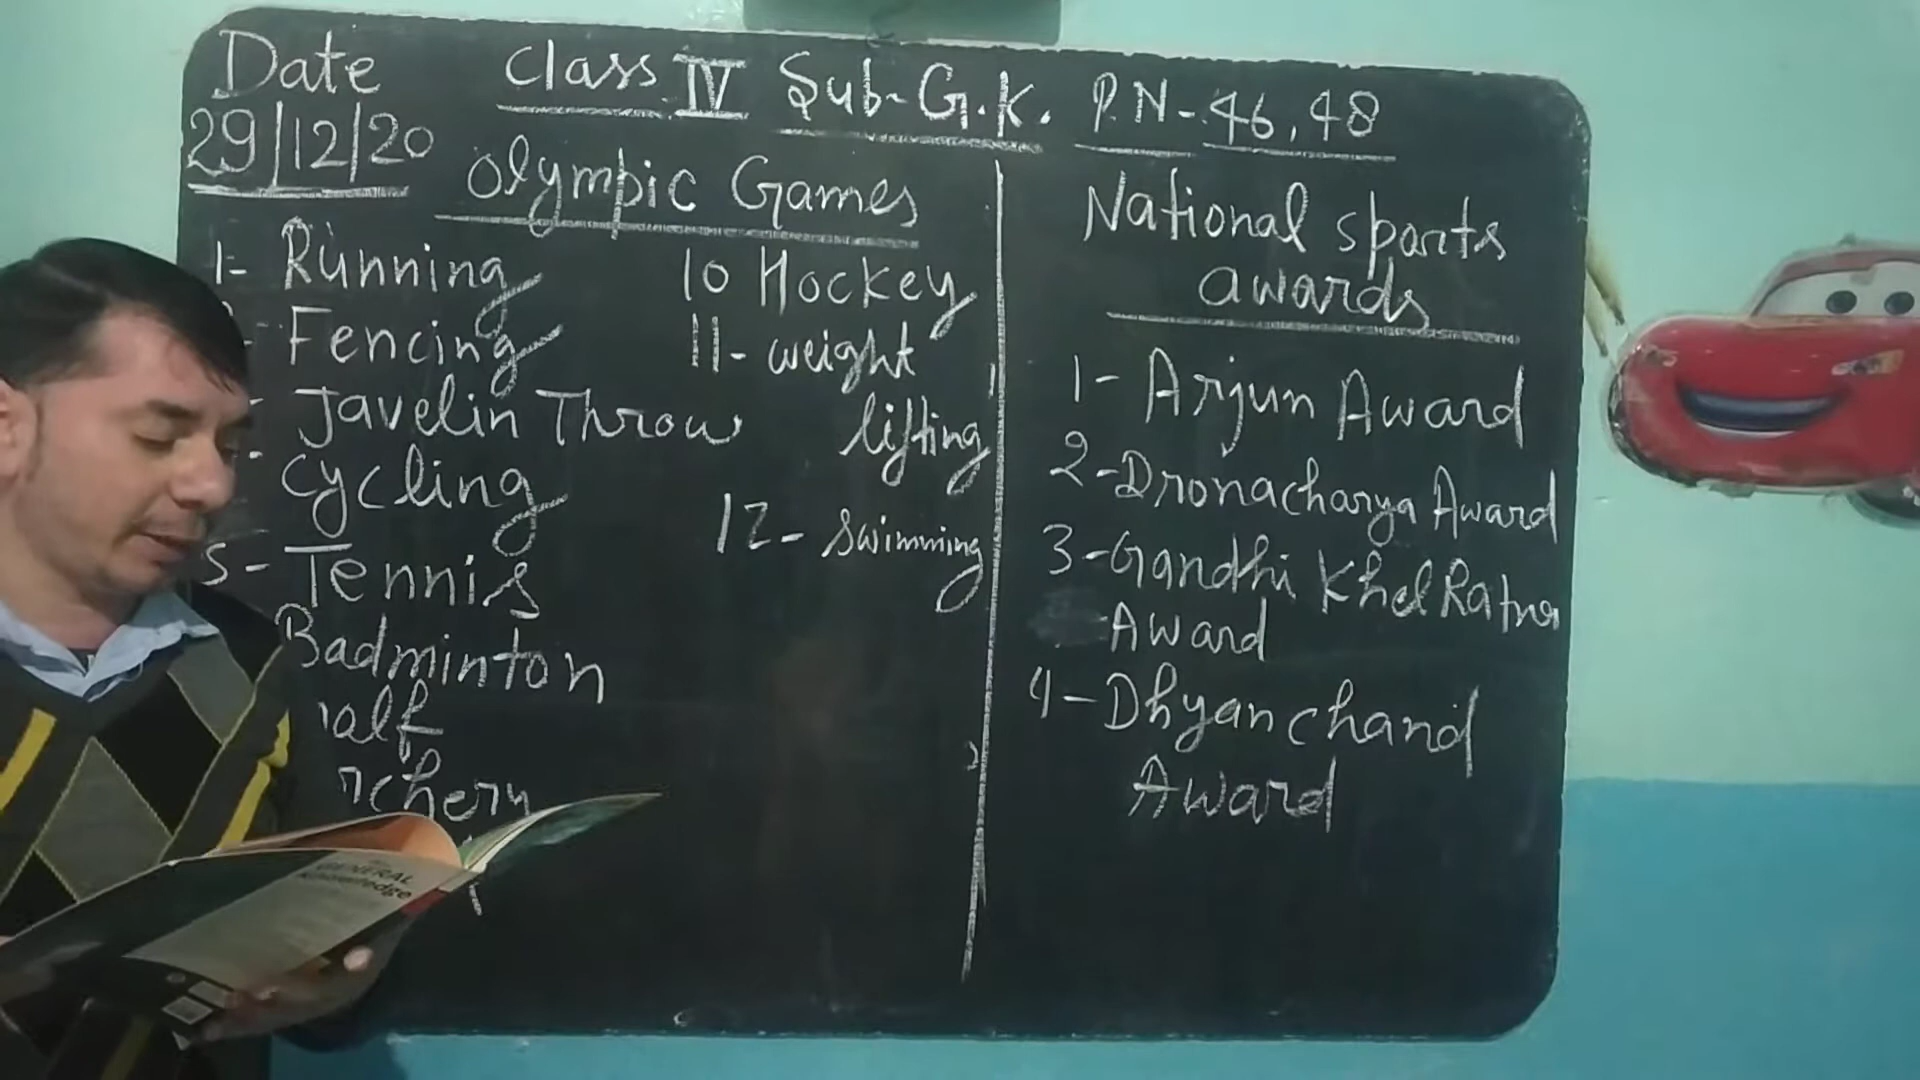 Date
29/12/20
Class IV Sub-G.K. P.N-46,48
Olympic Games
1- Running
- Fencing
- Javelin Throw
- Cycling
5- Tennis
Badminton
10 Hockey
11- weight
lifting
12- swimming
National sports
awards
1- Arjun Award
2-Dronacharya Award
3-Gandhi Khel Ratna
Award
4-Dhyanchand
Award
GENERAL
Knowledge